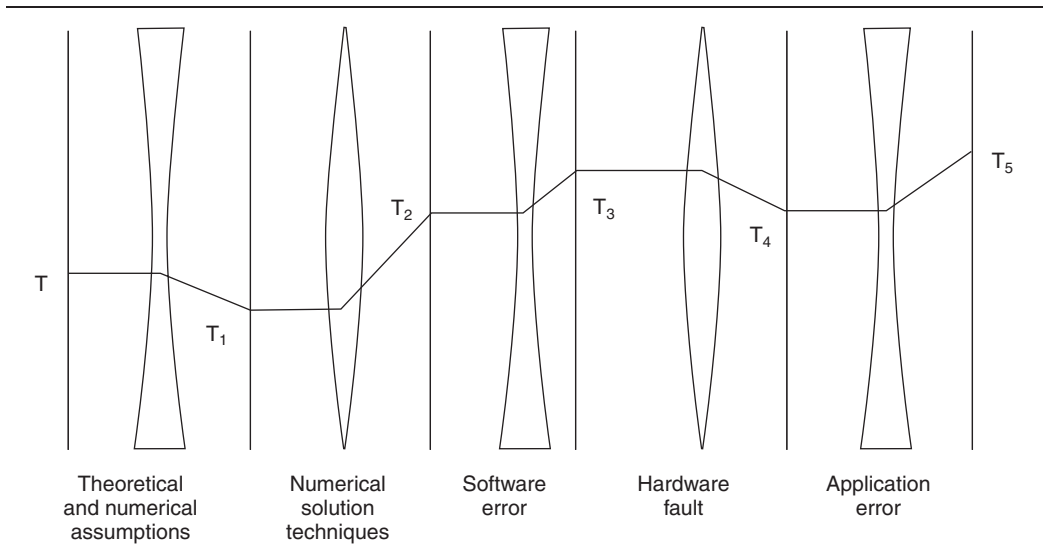 T₅
T₂
T₃
T₄
T
T₁
Theoretical
and numerical
assumptions
Numerical
solution
techniques
Software
error
Hardware
fault
Application
error